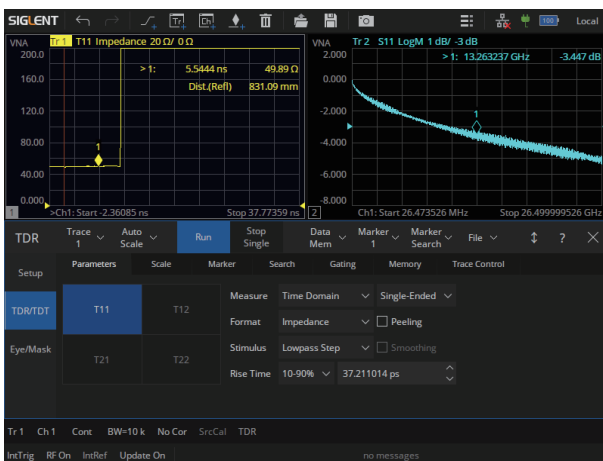 SIGLENT Tr Ch 100 Local
VNA Tr 1 T11 Impedance 20 Ω/ 0 Ω
200.0
160.0
120.0
80.00
40.00
0.000
> 1: 5.5444 ns 49.89 Ω
Dist.(Refl) 831.09 mm
1
1 >Ch1: Start -2.36085 ns Stop 37.77359 ns
VNA Tr 2 S11 LogM 1 dB/ -3 dB
2.000
0.000
-2.000
-4.000
-6.000
-8.000
> 1: 13.263237 GHz -3.447 dB
1
2 Ch1: Start 26.473526 MHz Stop 26.499999526 GHz
TDR Trace 1 Auto Scale Run Stop Single Data Mem Marker 1 Marker Search File ? X
Setup Parameters Scale Marker Search Gating Memory Trace Control
TDR/TDT
Eye/Mask
T11 T12
T21 T22
Measure Time Domain Single-Ended
Format Impedance Peeling
Stimulus Lowpass Step Smoothing
Rise Time 10-90% 37.211014 ps
Tr 1 Ch 1 Cont BW=10 k No Cor SrcCal TDR
IntTrig RF On IntRef Update On no messages